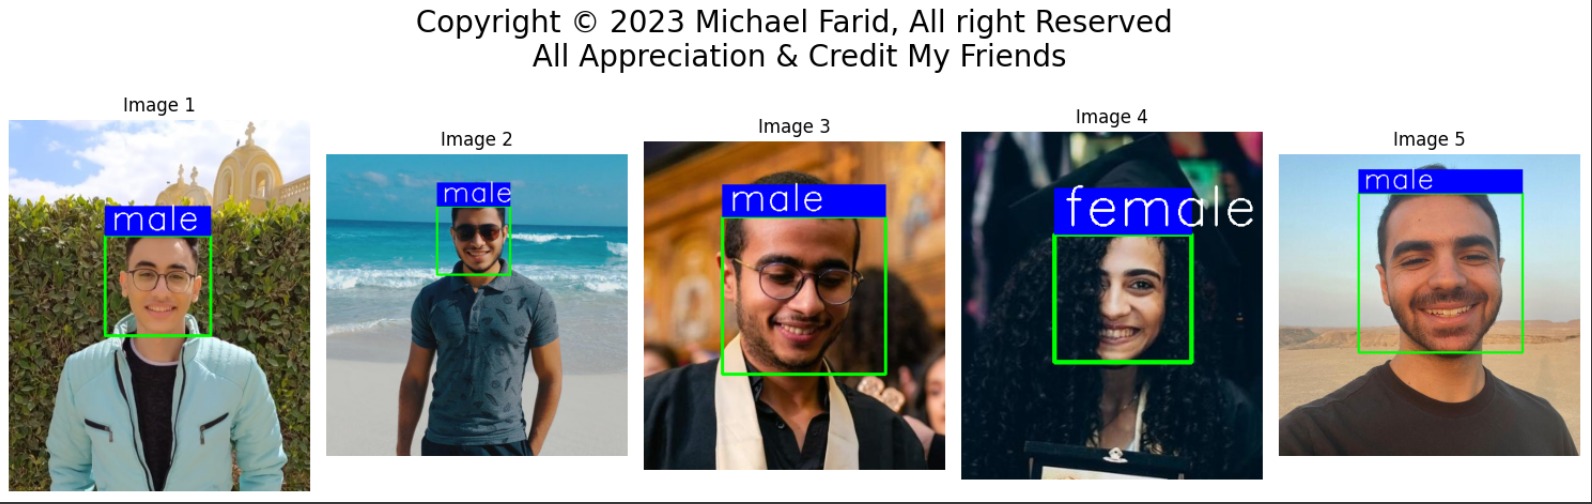 Copyright © 2023 Michael Farid, All right Reserved
All Appreciation & Credit My Friends
Image 1
male
Image 2
male
Image 3
male
Image 4
female
Image 5
male